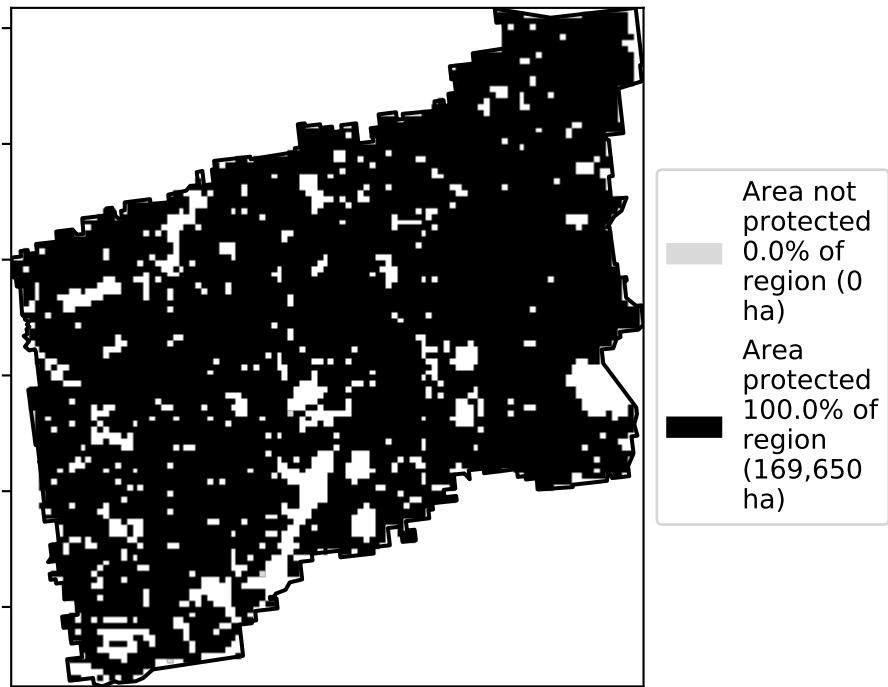 Area not
protected
0.0% of
region (0
ha)
Area
protected
100.0% of
region
(169,650
ha)